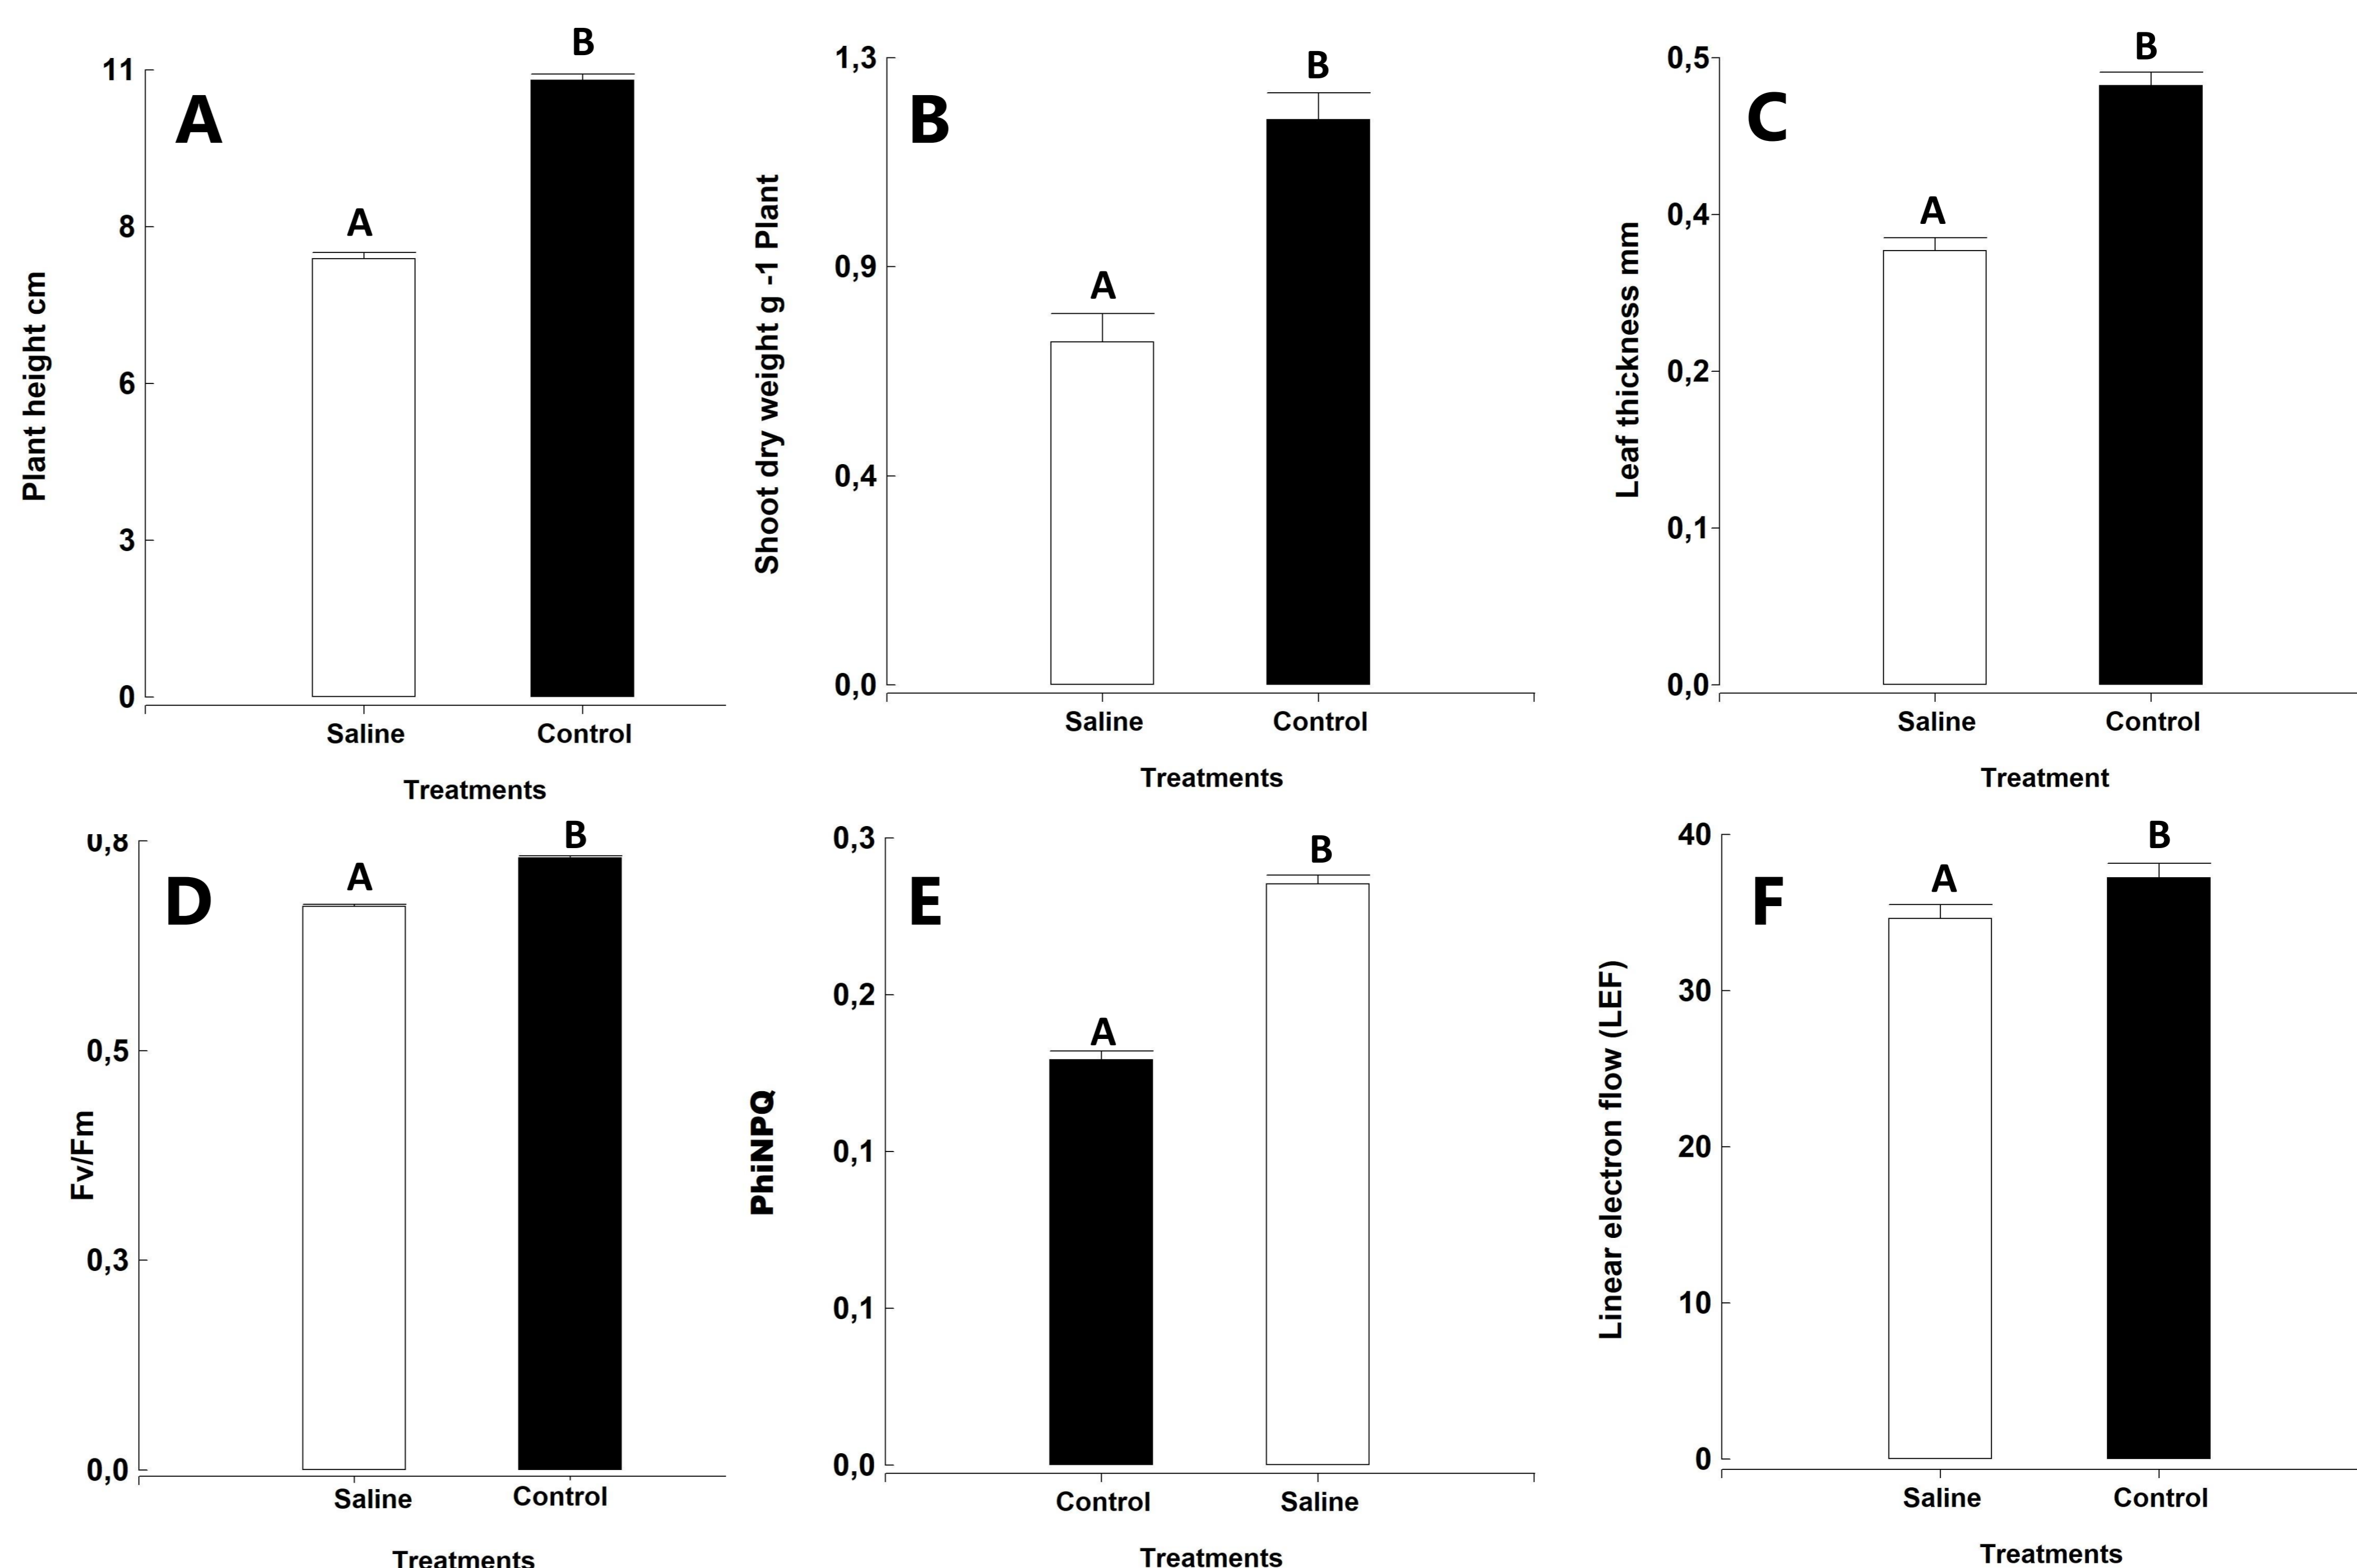 A
Plant height cm
11
8
6
3
0
A
B
Saline Control
Treatments
B
Shoot dry weight g -1 Plant
1,3
0,9
0,4
0,0
A
B
Saline Control
Treatments
C
Leaf thickness mm
0,5
0,4
0,2
0,1
0,0
A
B
Saline Control
Treatment
D
Fv/Fm
0,8
0,5
0,3
0,0
A
B
Saline Control
Treatments
E
PhiNPQ
0,3
0,2
0,1
0,1
0,0
A
B
Control Saline
Treatments
F
Linear electron flow (LEF)
40
30
20
10
0
A
B
Saline Control
Treatments